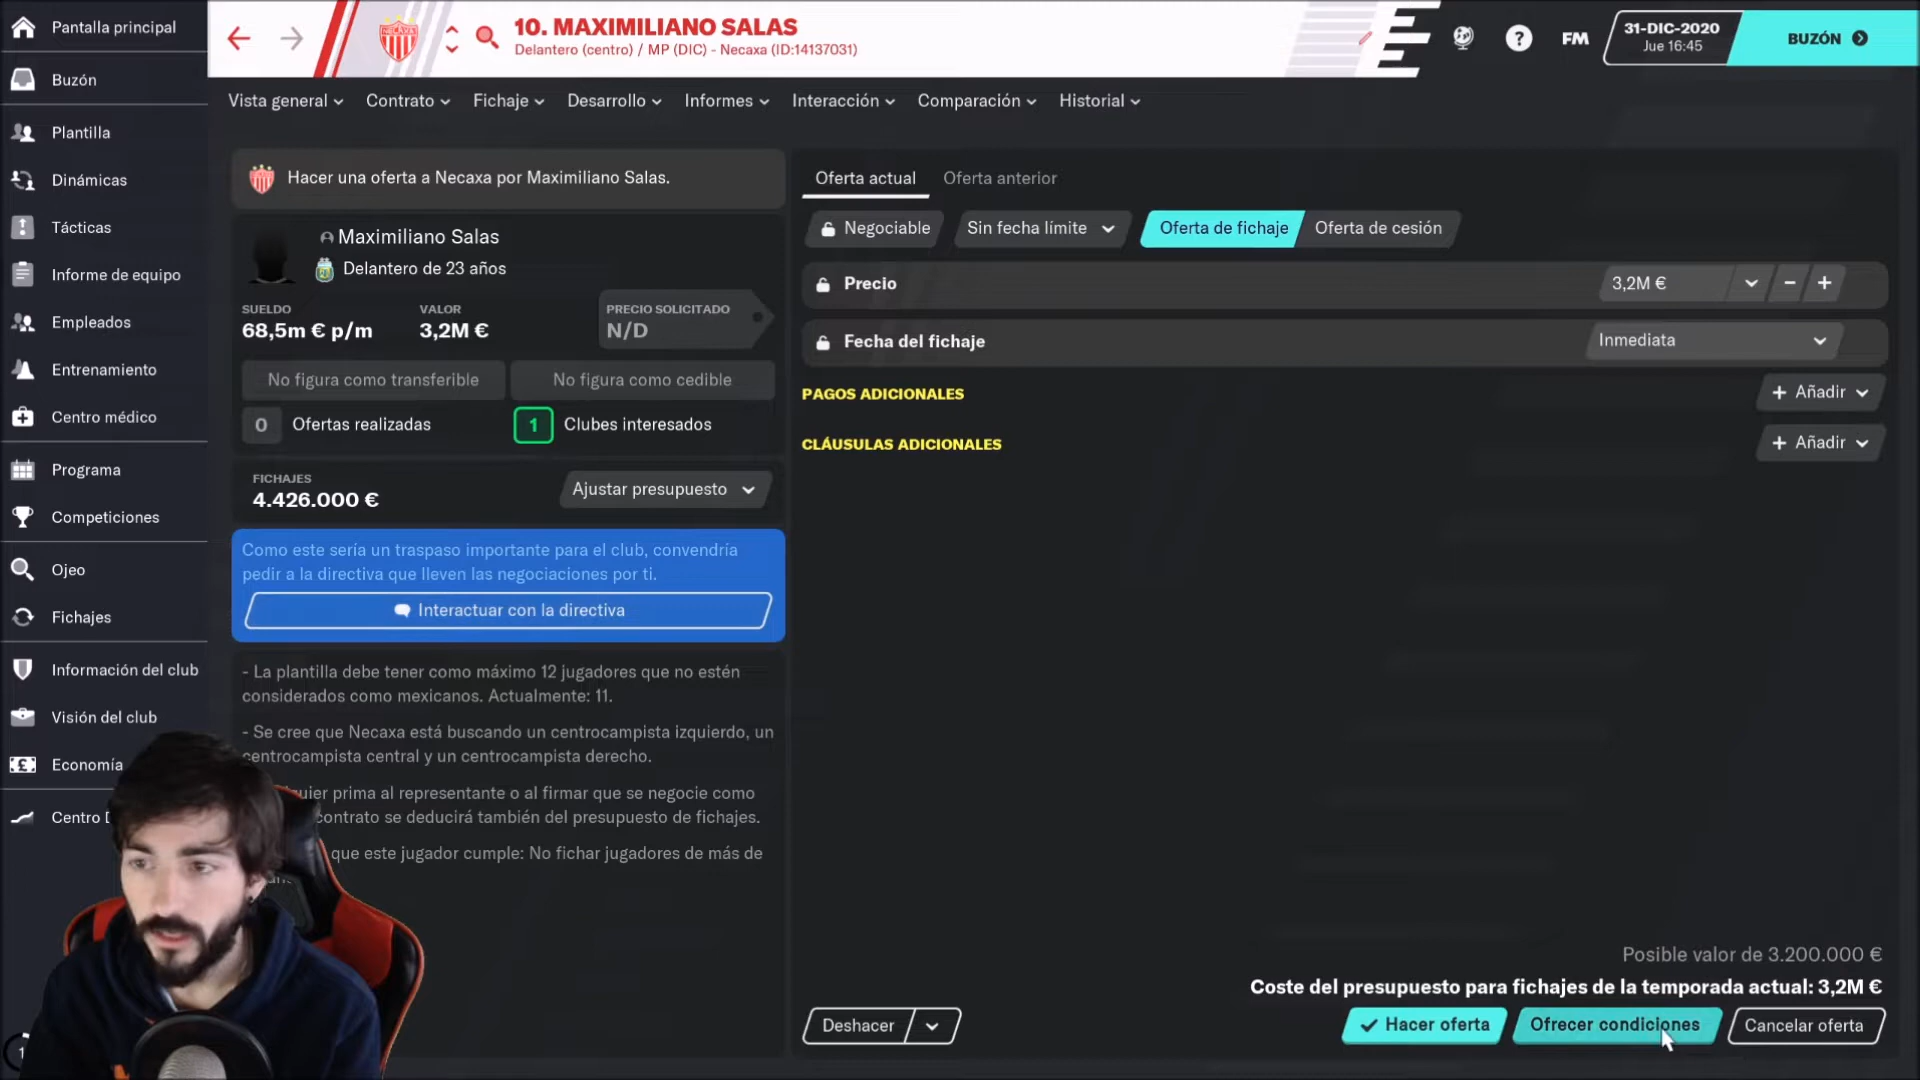 Pantalla principal
Buzón
Plantilla
Dinámicas
Tácticas
Informe de equipo
Empleados
Entrenamiento
Centro médico
Programa
Competiciones
Ojeo
Fichajes
Información del club
Visión del club
Economía
Centro
10. MAXIMILIANO SALAS
Delantero (centro) / MP (DIC) - Necaxa (ID:14137031)
FM
31-DIC-2020
Jue 16:45
BUZÓN
Vista general Contrato Fichaje Desarrollo Informes Interacción Comparación Historial
Hacer una oferta a Necaxa por Maximiliano Salas.
Maximiliano Salas
Delantero de 23 años
SUELDO VALOR PRECIO SOLICITADO
68,5m € p/m 3,2M € N/D
No figura como transferible No figura como cedible
0 Ofertas realizadas 1 Clubes interesados
FICHAJES
4.426.000 € Ajustar presupuesto
Como este sería un traspaso importante para el club, convendría
pedir a la directiva que lleven las negociaciones por ti.
Interactuar con la directiva
- La plantilla debe tener como máximo 12 jugadores que no estén
considerados como mexicanos. Actualmente: 11.
- Se cree que Necaxa está buscando un centrocampista izquierdo, un
centrocampista central y un centrocampista derecho.
prima al representante o al firmar que se negocie como
contrato se deducirá también del presupuesto de fichajes.
que este jugador cumple: No fichar jugadores de más de
Oferta actual Oferta anterior
Negociable Sin fecha límite Oferta de fichaje Oferta de cesión
Precio 3,2M € − +
Fecha del fichaje Inmediata
PAGOS ADICIONALES + Añadir
CLÁUSULAS ADICIONALES + Añadir
Posible valor de 3.200.000 €
Coste del presupuesto para fichajes de la temporada actual: 3,2M €
Deshacer Hacer oferta Ofrecer condiciones Cancelar oferta